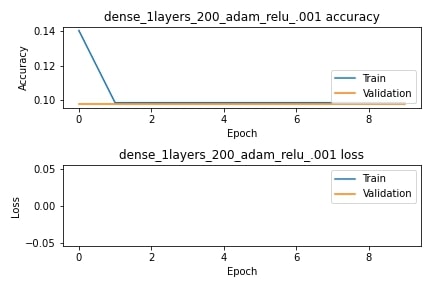 dense_1layers_200_adam_relu_.001 accuracy
0.14
0.12
0.10
Accuracy
Train
Validation
0 2 4 6 8
Epoch
dense_1layers_200_adam_relu_.001 loss
0.05
0.00
−0.05
Loss
Train
Validation
0 2 4 6 8
Epoch